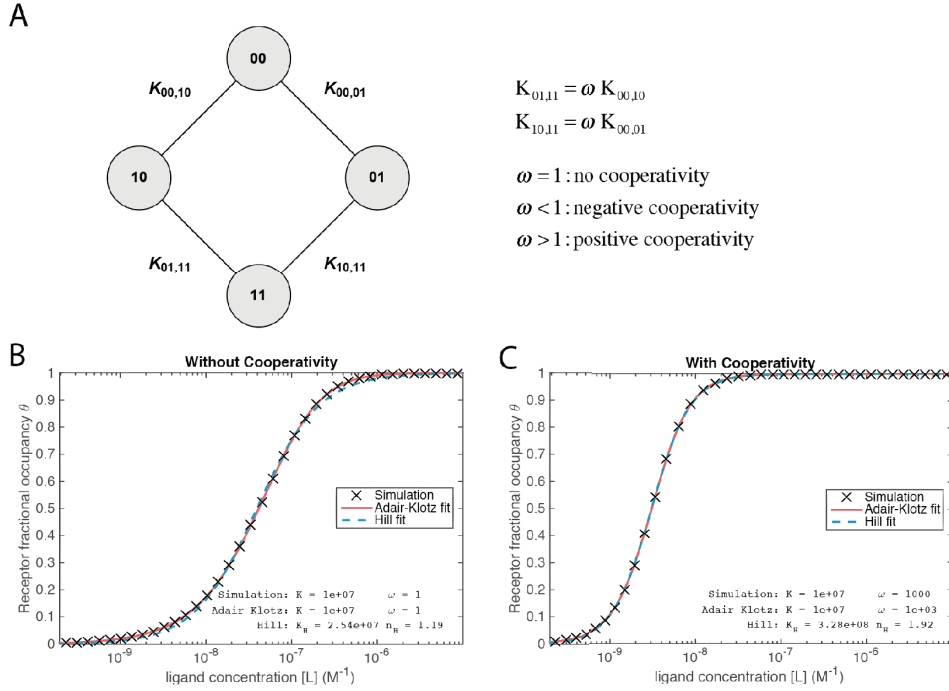 A
00
K00,10
K00,01
10
01
K01,11
K10,11
11
K01,11 = ω K00,10
K10,11 = ω K00,01
ω = 1 : no cooperativity
ω < 1 : negative cooperativity
ω > 1 : positive cooperativity
B
Without Cooperativity
1
0.9
0.8
0.7
0.6
0.5
0.4
0.3
0.2
0.1
0
Receptor fractional occupancy θ
Simulation
Adair-Klotz fit
Hill fit
Simulation: K = 1e+07 ω = 1
Adair Klotz: K = 1e+07 ω = 1
Hill: KH = 2.54e+07 nH = 1.19
10-9
10-8
10-7
10-6
ligand concentration [L] (M-1)
C
With Cooperativity
1
0.9
0.8
0.7
0.6
0.5
0.4
0.3
0.2
0.1
0
Receptor fractional occupancy θ
Simulation
Adair-Klotz fit
Hill fit
Simulation: K = 1e+07 ω = 1000
Adair Klotz: K = 1e+07 ω = 1e+03
Hill: KH = 3.28e+08 nH = 1.92
10-9
10-8
10-7
10-6
10-5
ligand concentration [L] (M-1)